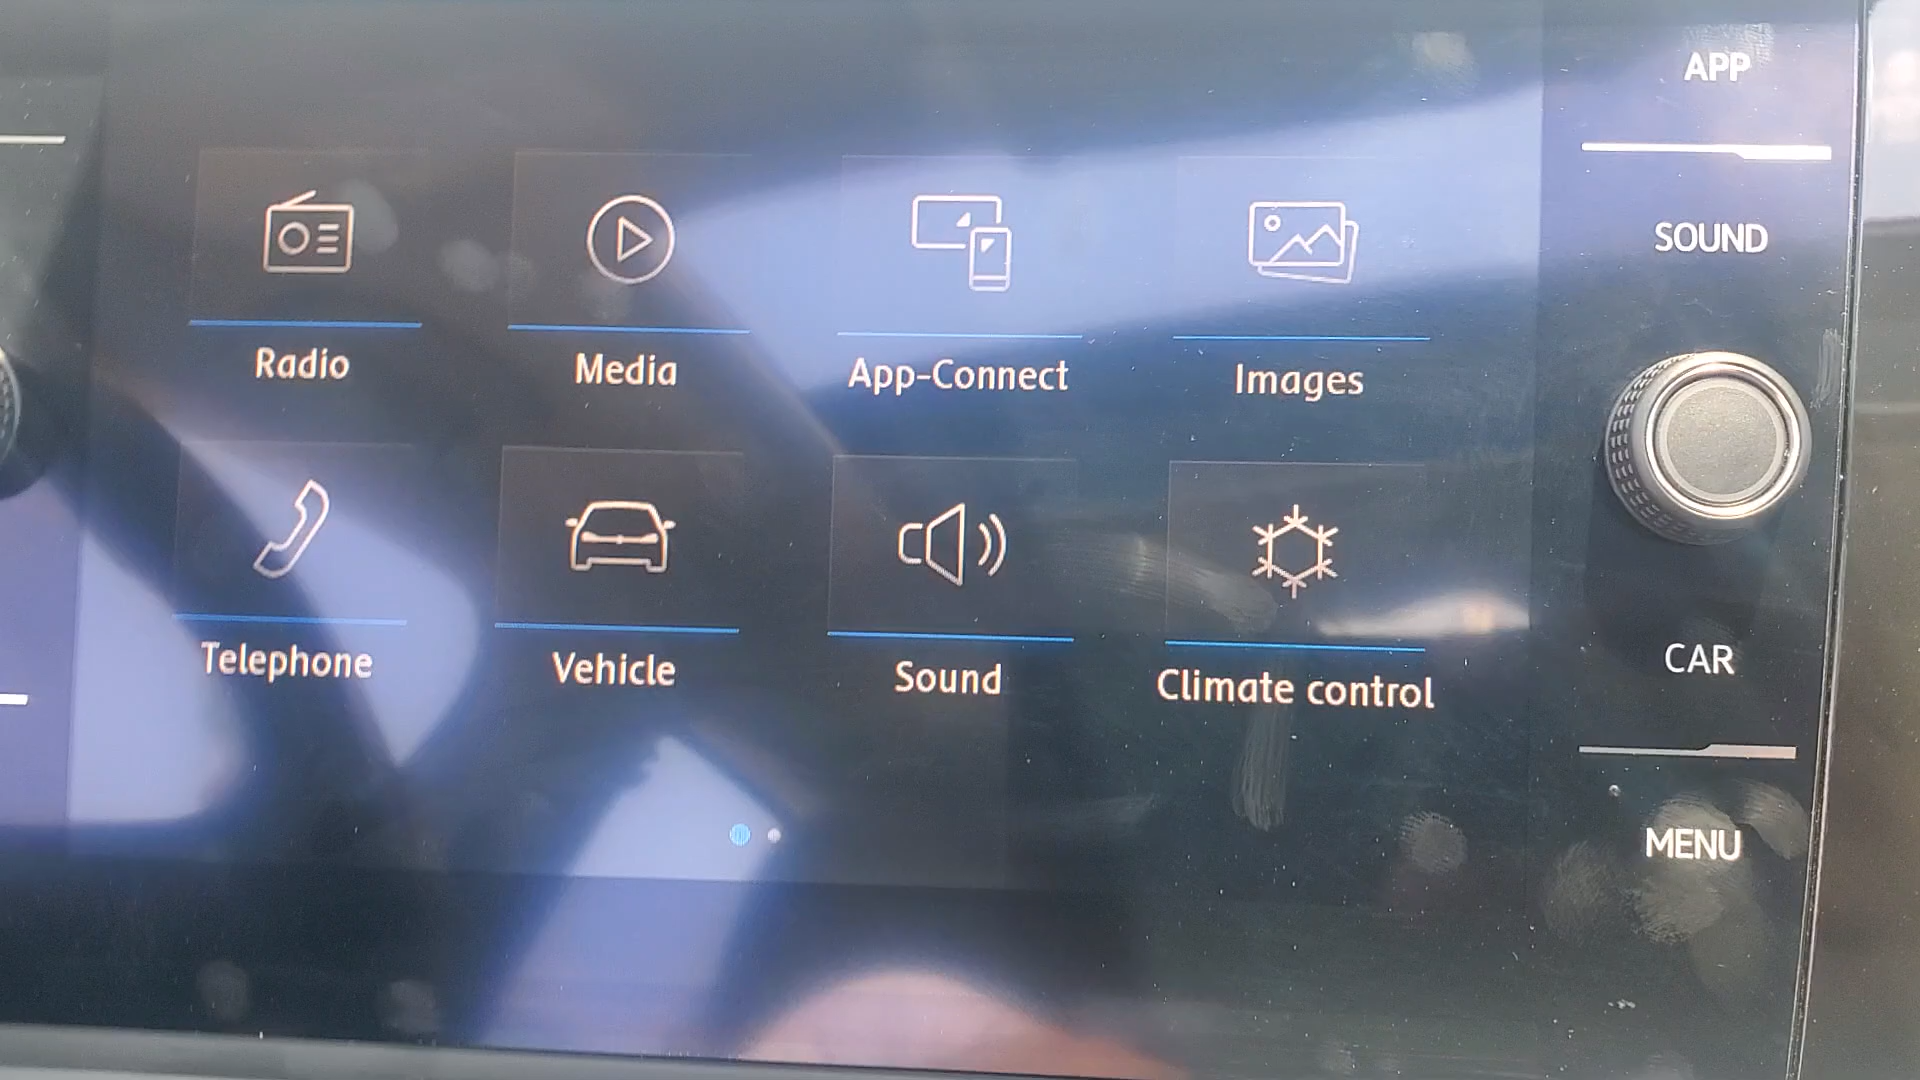 APP
SOUND
Radio
Media
App-Connect
Images
Telephone
Vehicle
Sound
Climate control
CAR
MENU